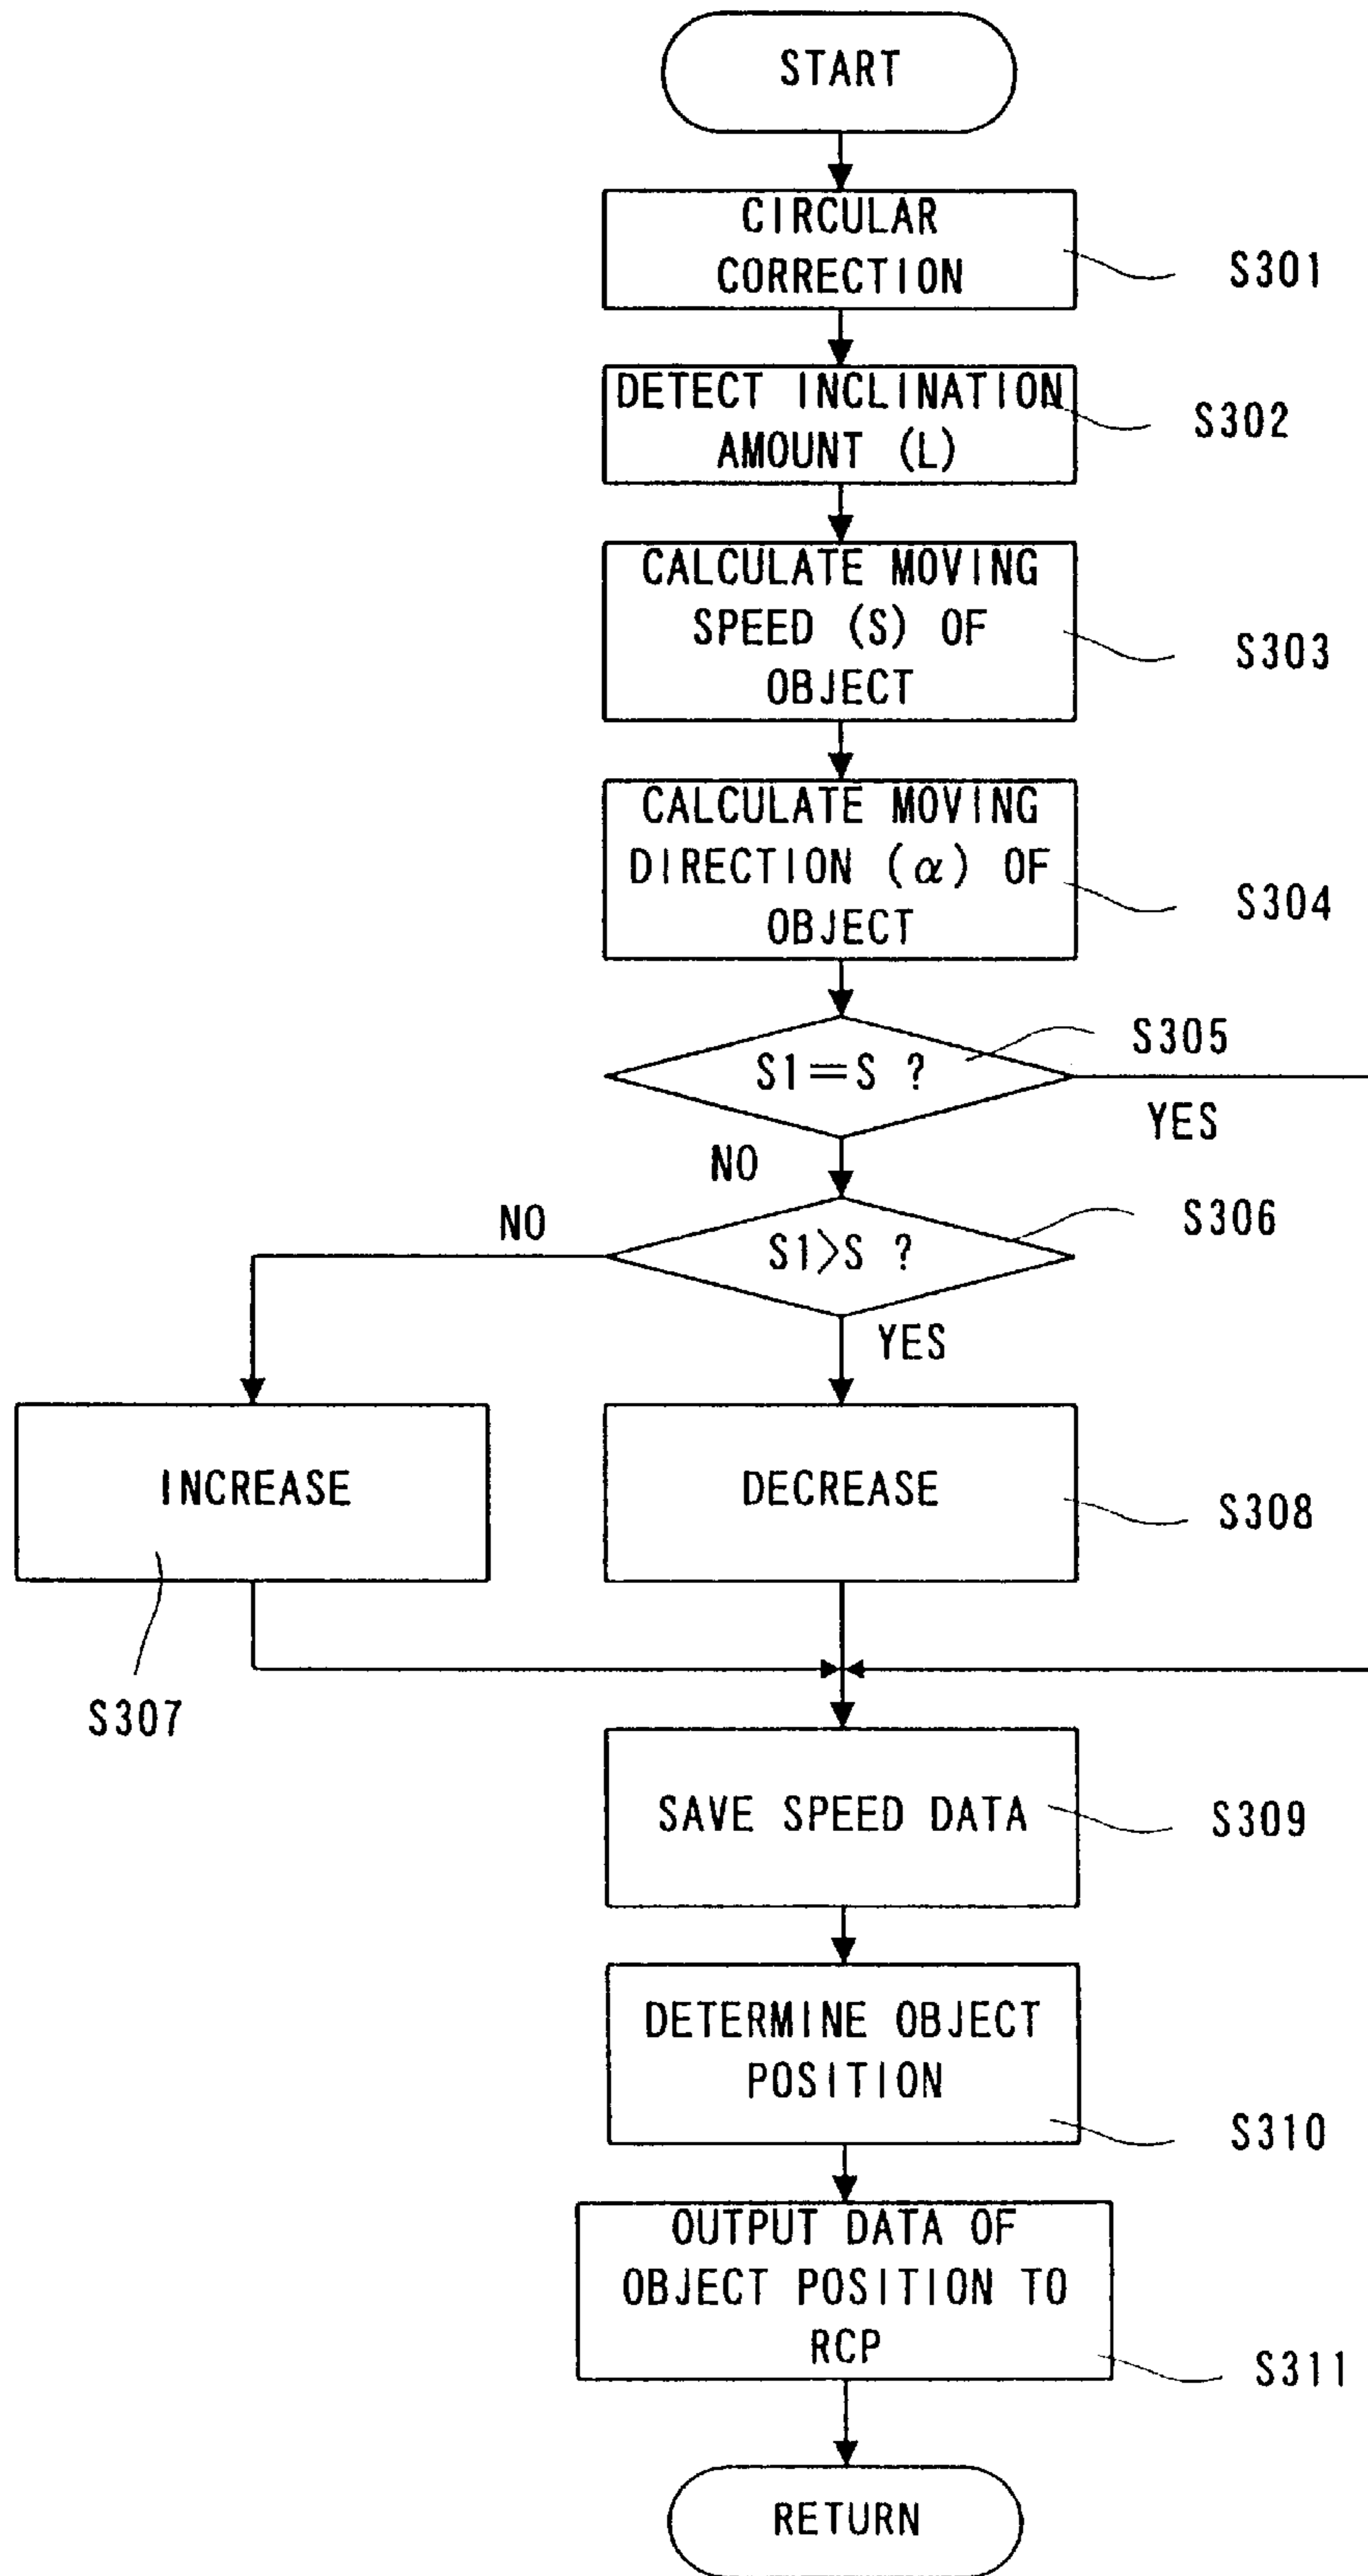 START
CIRCULAR
CORRECTION
S301
DETECT INCLINATION
AMOUNT (L)
S302
CALCULATE MOVING
SPEED (S) OF
OBJECT
S303
CALCULATE MOVING
DIRECTION (α) OF
OBJECT
S304
S1=S ?
S305
YES
NO
S1>S ?
S306
NO
YES
INCREASE
S307
DECREASE
S308
SAVE SPEED DATA
S309
DETERMINE OBJECT
POSITION
S310
OUTPUT DATA OF
OBJECT POSITION TO
RCP
S311
RETURN